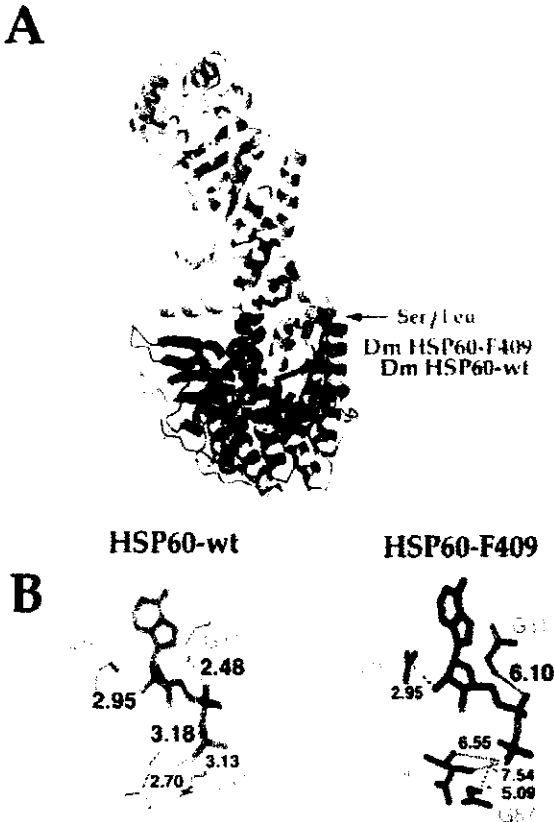 A
Ser/Leu
Dm HSP60-F409
Dm HSP60-wt
HSP60-wt
HSP60-F409
B
2.48
2.95
3.18
3.13
2.70
6.10
2.95
6.55
7.54
5.09